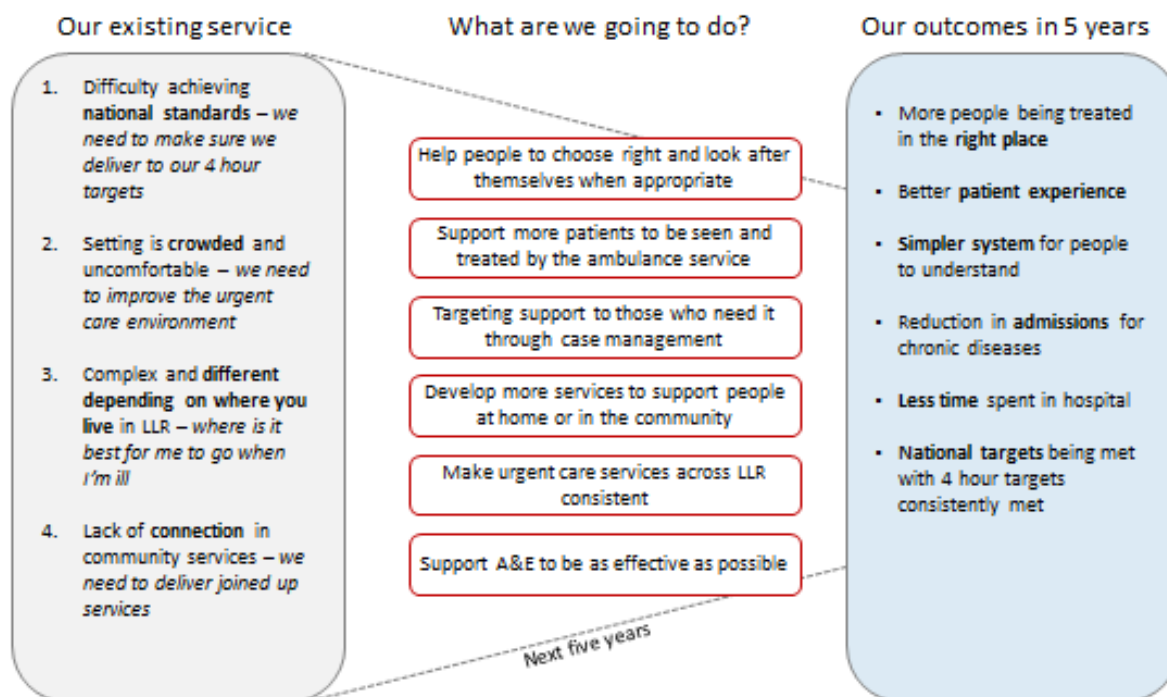 Our existing service
1. Difficulty achieving
national standards – we
need to make sure we
deliver to our 4 hour
targets
2. Setting is crowded and
uncomfortable – we need
to improve the urgent
care environment
3. Complex and different
depending on where you
live in LLR – where is it
best for me to go when
I'm ill
4. Lack of connection in
community services – we
need to deliver joined up
services
What are we going to do?
Help people to choose right and look after
themselves when appropriate
Support more patients to be seen and
treated by the ambulance service
Targeting support to those who need it
through case management
Develop more services to support people
at home or in the community
Make urgent care services across LLR
consistent
Support A&E to be as effective as possible
Next five years
Our outcomes in 5 years
▪ More people being treated
in the right place
▪ Better patient experience
▪ Simpler system for people
to understand
▪ Reduction in admissions for
chronic diseases
▪ Less time spent in hospital
▪ National targets being met
with 4 hour targets
consistently met